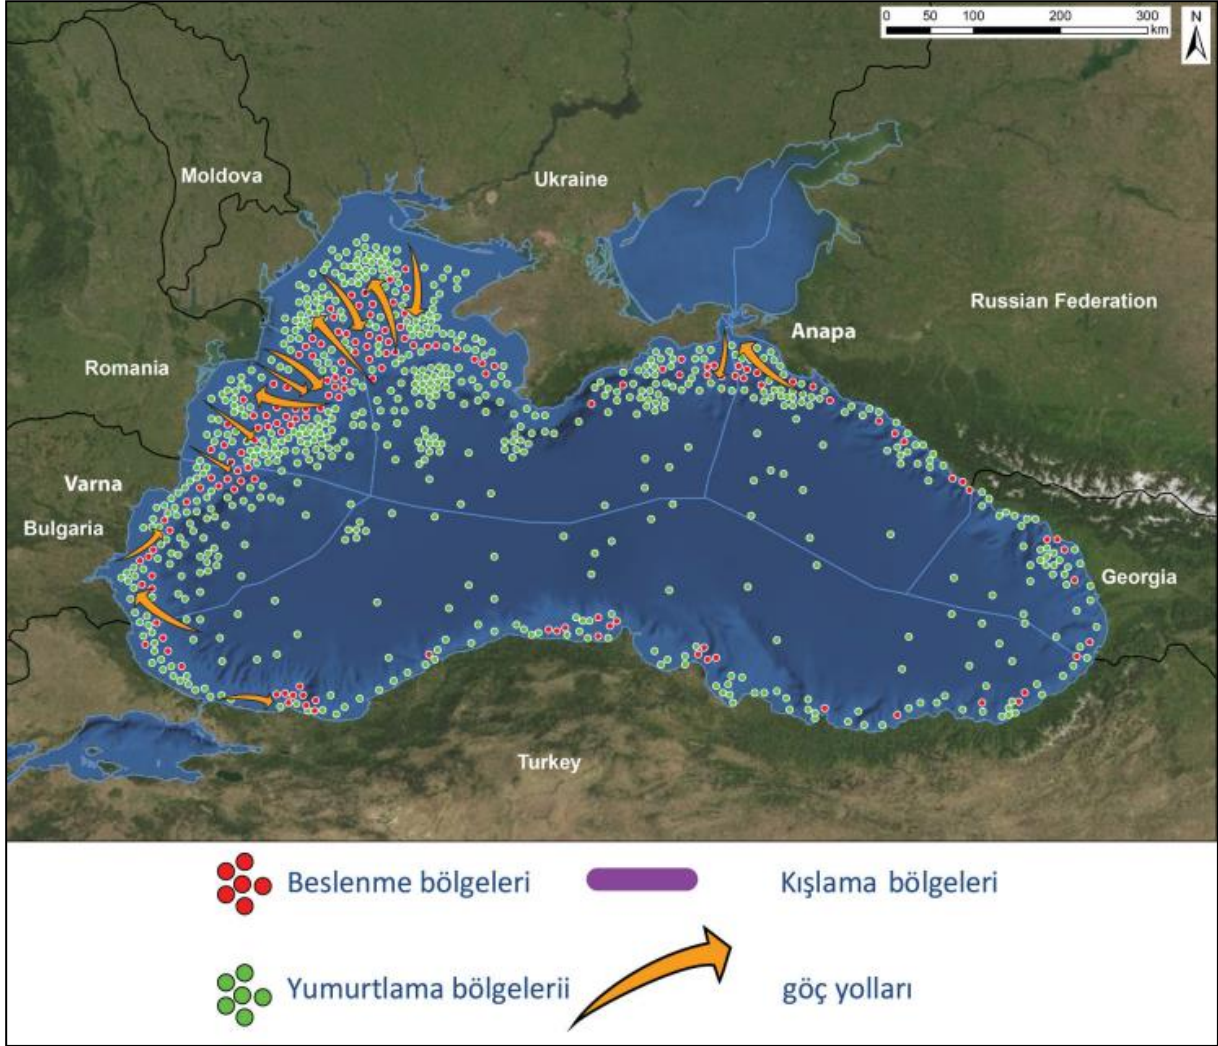 0 50 100 200 300
km
N
Moldova
Ukraine
Russian Federation
Anapa
Romania
Varna
Bulgaria
Georgia
Turkey
Beslenme bölgeleri
Kışlama bölgeleri
Yumurtlama bölgelerii
göç yolları